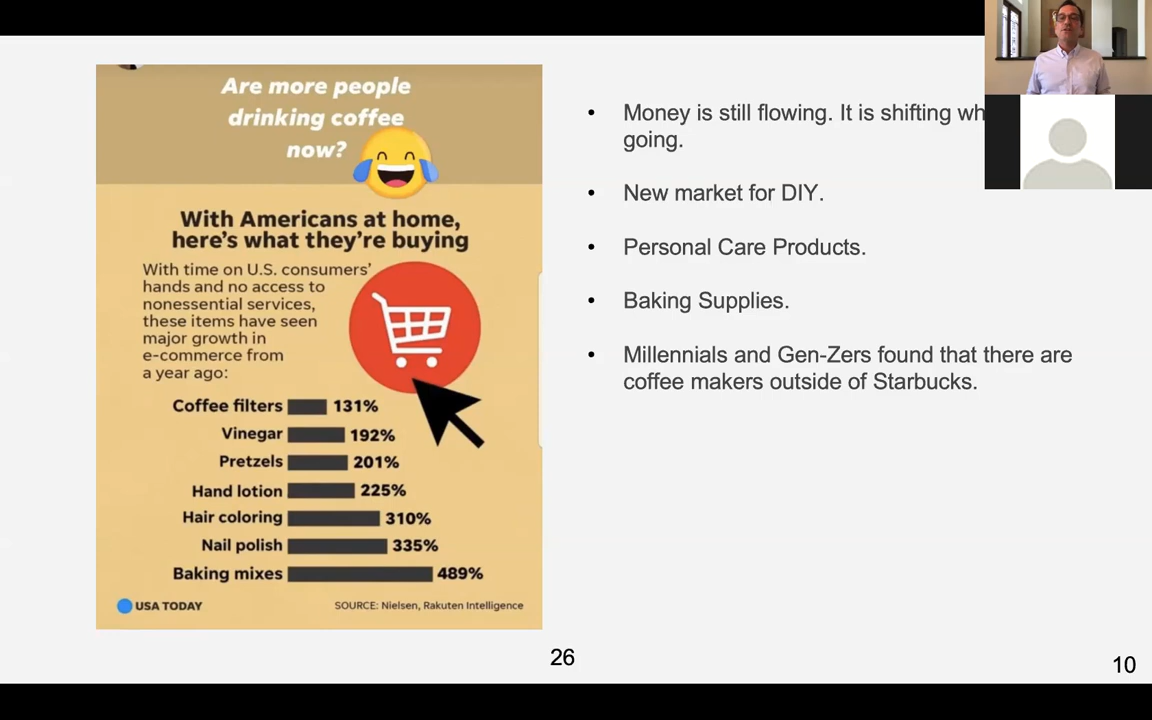 Are more people
drinking coffee
now?
With Americans at home,
here's what they're buying
With time on U.S. consumers'
hands and no access to
nonessential services,
these items have seen
major growth in
e-commerce from
a year ago:
Coffee filters 131%
Vinegar 192%
Pretzels 201%
Hand lotion 225%
Hair coloring 310%
Nail polish 335%
Baking mixes 489%
USA TODAY
SOURCE: Nielsen, Rakuten Intelligence
• Money is still flowing. It is shifting
going.
• New market for DIY.
• Personal Care Products.
• Baking Supplies.
• Millennials and Gen-Zers found that there are
coffee makers outside of Starbucks.
26
10